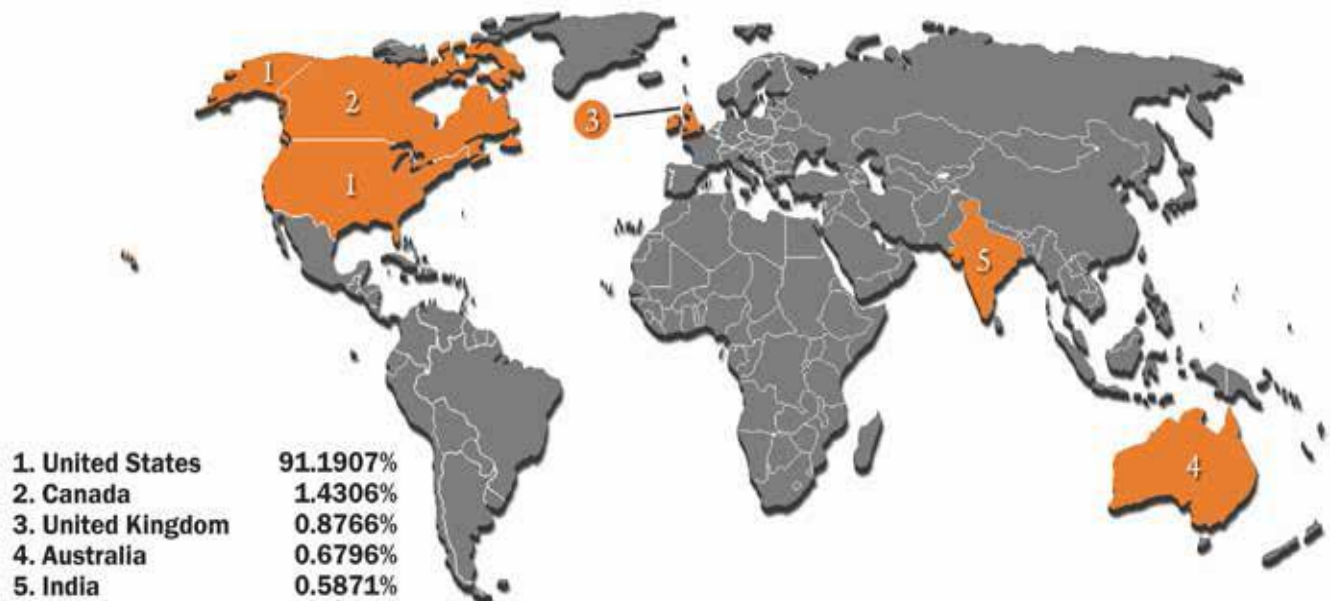 1
2
3
1
5
4
1. United States 91.1907%
2. Canada 1.4306%
3. United Kingdom 0.8766%
4. Australia 0.6796%
5. India 0.5871%